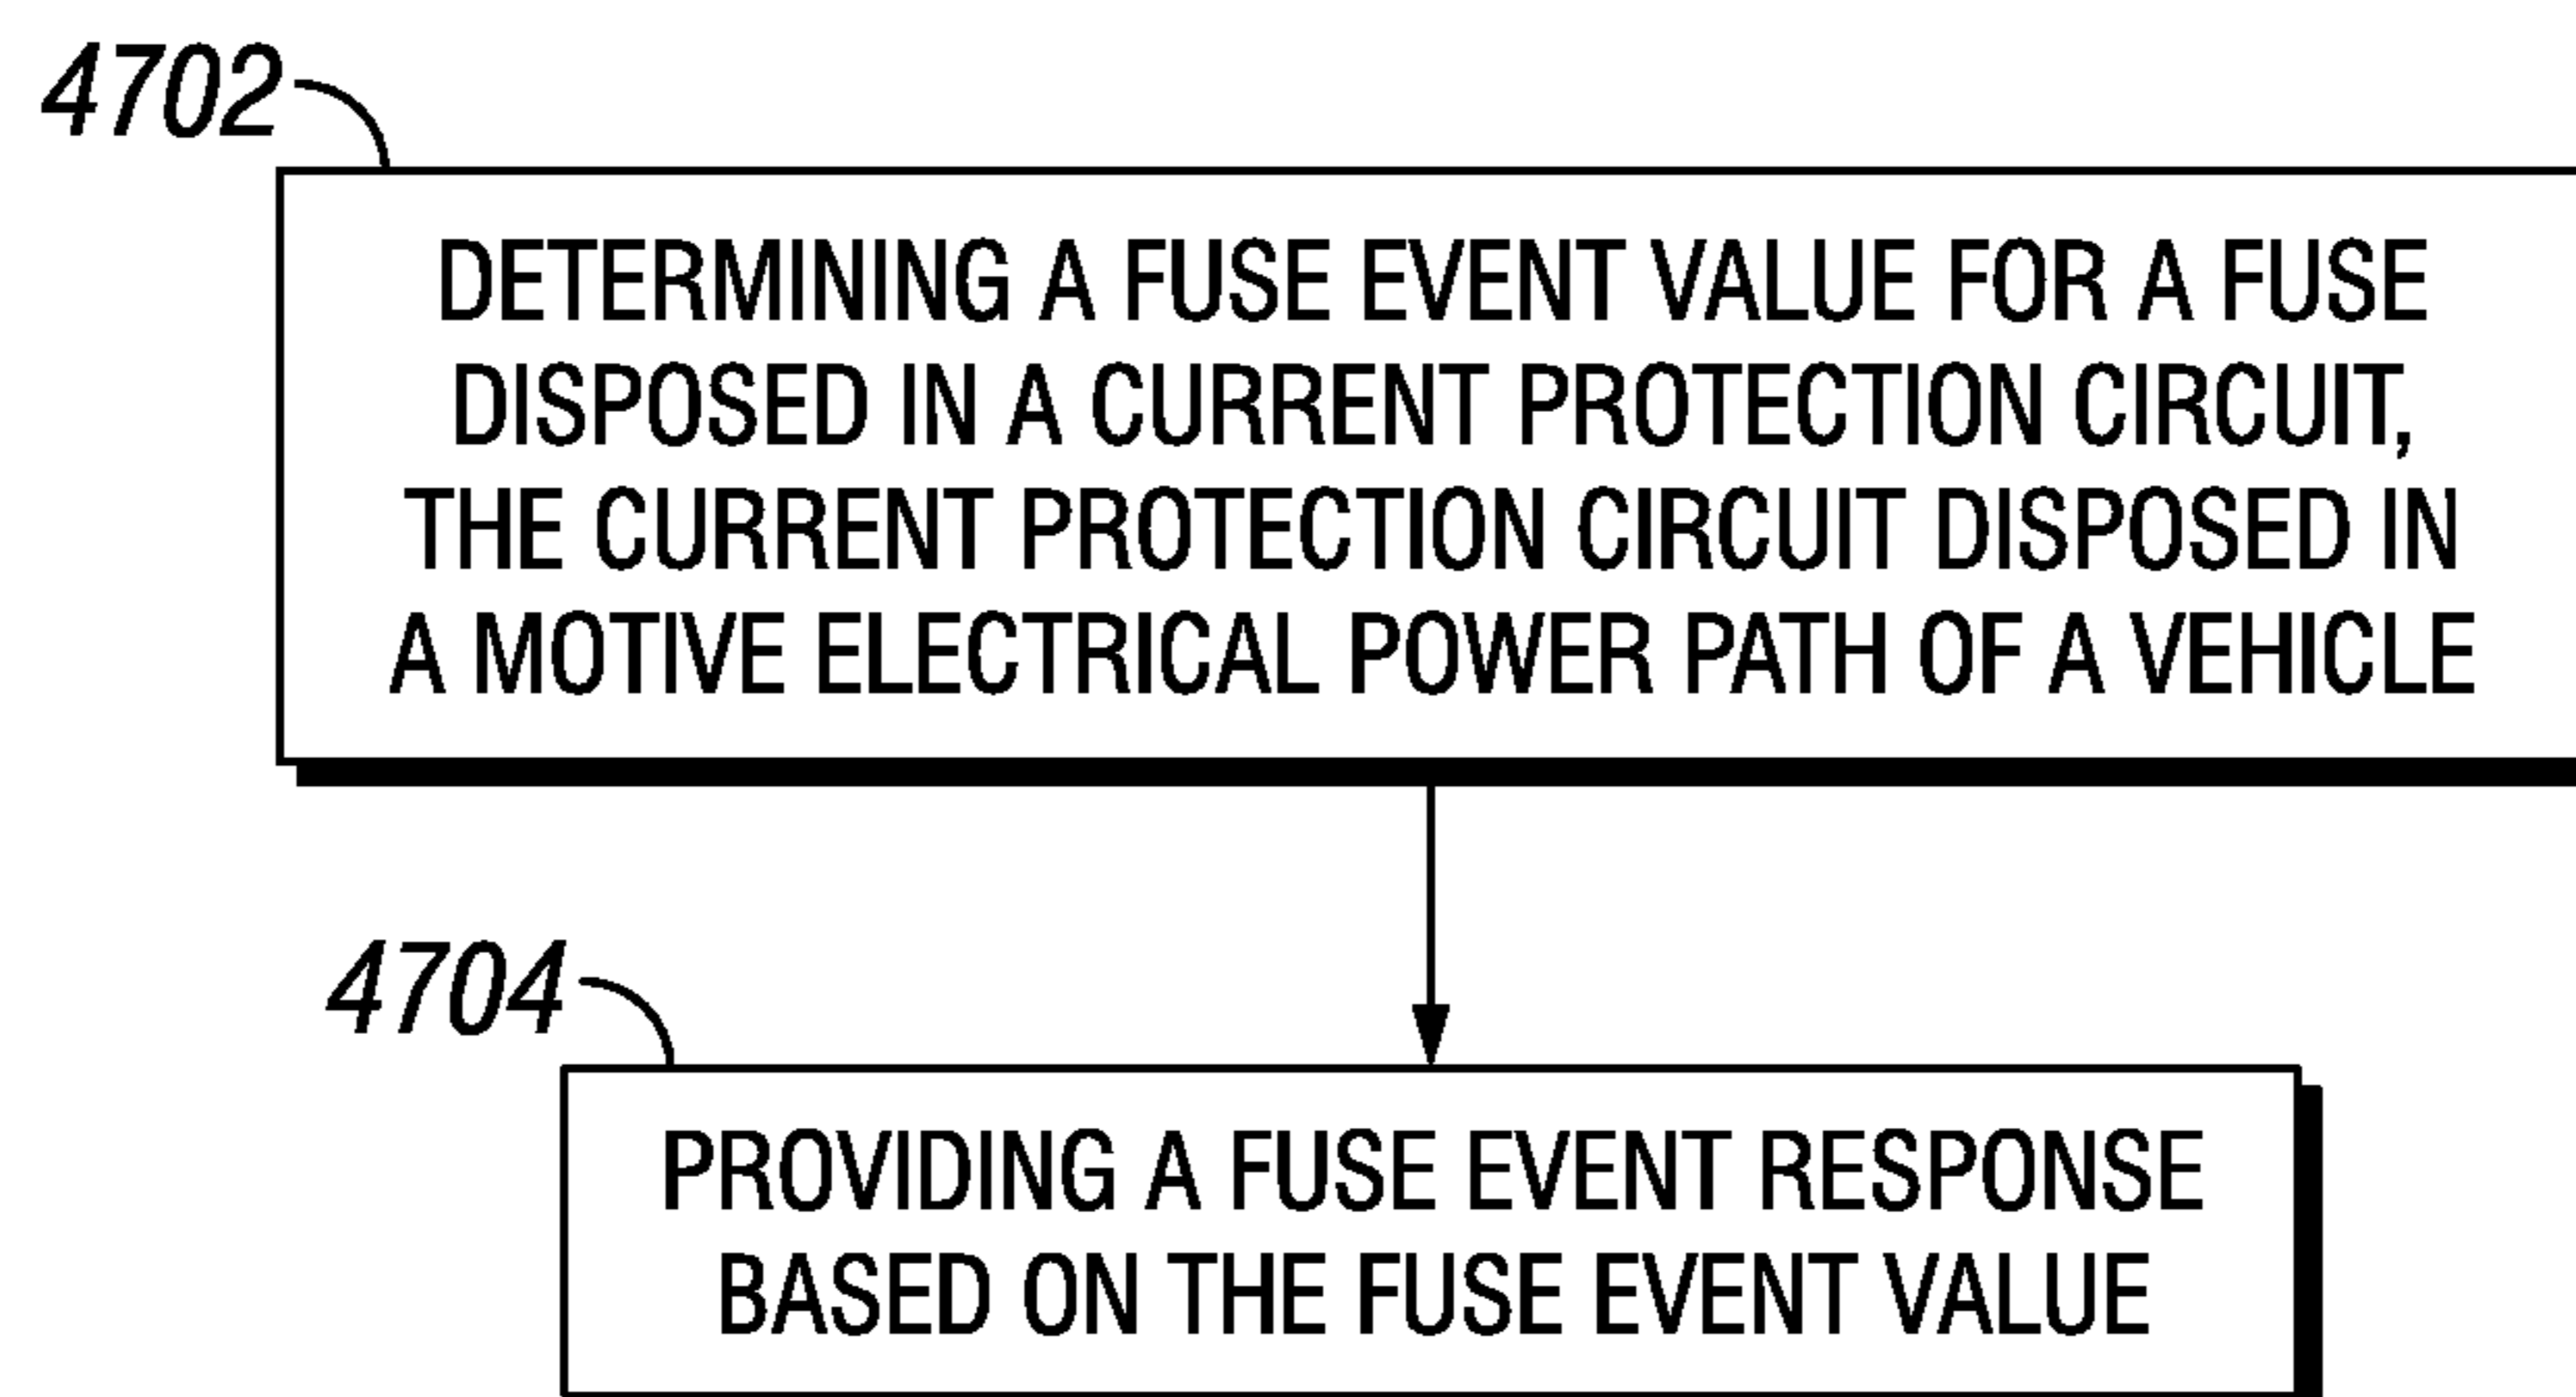 4702
DETERMINING A FUSE EVENT VALUE FOR A FUSE
DISPOSED IN A CURRENT PROTECTION CIRCUIT,
THE CURRENT PROTECTION CIRCUIT DISPOSED IN
A MOTIVE ELECTRICAL POWER PATH OF A VEHICLE
4704
PROVIDING A FUSE EVENT RESPONSE
BASED ON THE FUSE EVENT VALUE